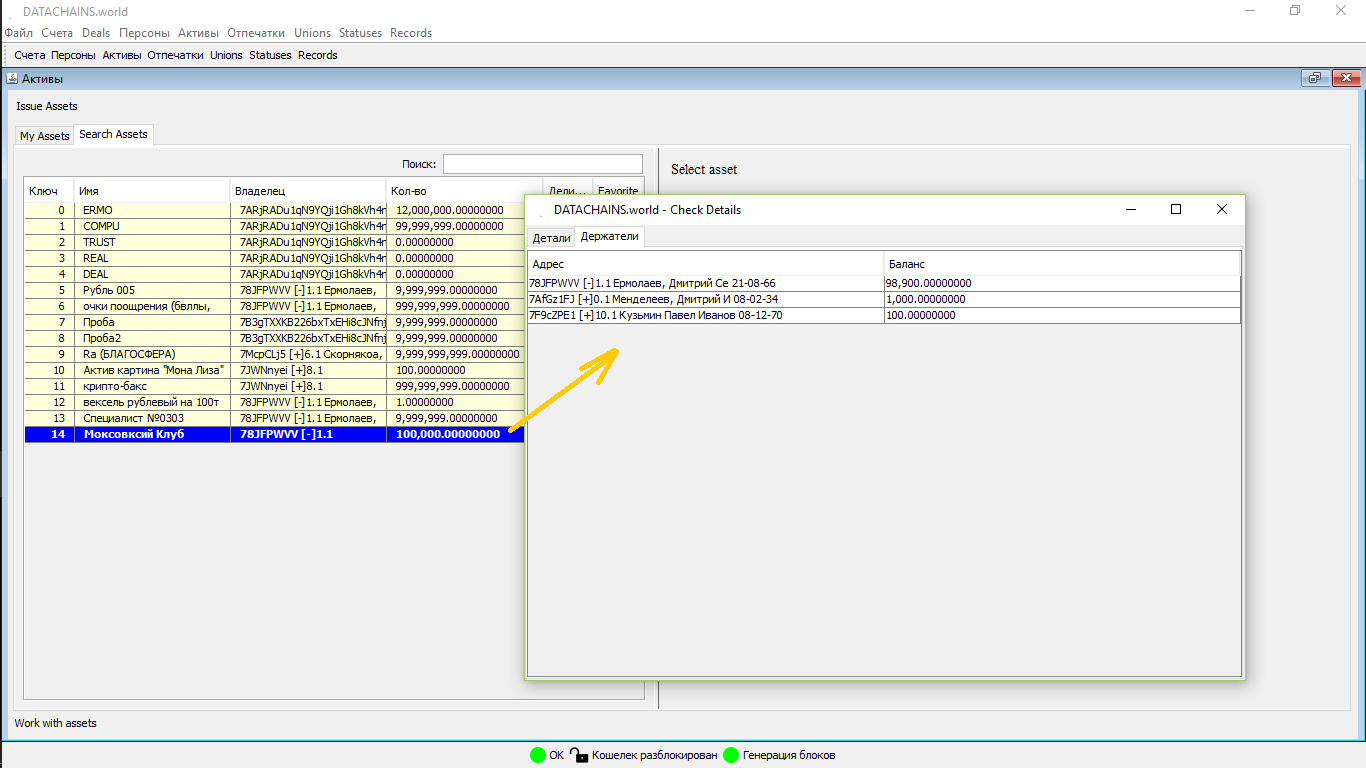 DATACHAINS.world
Файл Счета Deals Персоны Активы Отпечатки Unions Statuses Records
Счета Персоны Активы Отпечатки Unions Statuses Records
Активы
Issue Assets
My Assets Search Assets
Поиск:
Select asset
Ключ Имя Владелец Кол-во Дели... Favorite
0 ERMO 7ARjRADu1qN9YQji1Gh8kVh4r 12,000,000.00000000
1 COMPU 7ARjRADu1qN9YQji1Gh8kVh4r 99,999,999.00000000
2 TRUST 7ARjRADu1qN9YQji1Gh8kVh4r 0.00000000
3 REAL 7ARjRADu1qN9YQji1Gh8kVh4r 0.00000000
4 DEAL 7ARjRADu1qN9YQji1Gh8kVh4r 0.00000000
5 Рубль 005 78JFPWVV [-]1.1 Ермолаев, 9,999,999.00000000
6 очки поощрения (бвллы, 78JFPWVV [-]1.1 Ермолаев, 999,999,999.00000000
7 Проба 7B3gTXXKB226bxTxEHi8cJNfnj 9,999,999.00000000
8 Проба2 7B3gTXXKB226bxTxEHi8cJNfnj 9,999,999.00000000
9 Ra (БЛАГОСФЕРА) 7McpCLj5 [+]6.1 Скорнякоа, 9,999,999,999.00000000
10 Актив картина "Мона Лиза" 7JWNnyei [+]8.1 100.00000000
11 крипто-бакс 7JWNnyei [+]8.1 999,999,999.00000000
12 вексель рублевый на 100т 78JFPWVV [-]1.1 Ермолаев, 1.00000000
13 Специалист №0303 78JFPWVV [-]1.1 Ермолаев, 9,999,999.00000000
14 Моксовксий Клуб 78JFPWVV [-]1.1 100,000.00000000
DATACHAINS.world - Check Details
Детали Держатели
Адрес Баланс
78JFPWVV [-]1.1 Ермолаев, Дмитрий Се 21-08-66 98,900.00000000
7AfGz1FJ [+]0.1 Менделеев, Дмитрий И 08-02-34 1,000.00000000
7F9cZPE1 [+]10.1 Кузьмин Павел Иванов 08-12-70 100.00000000
Work with assets
OK Кошелек разблокирован Генерация блоков